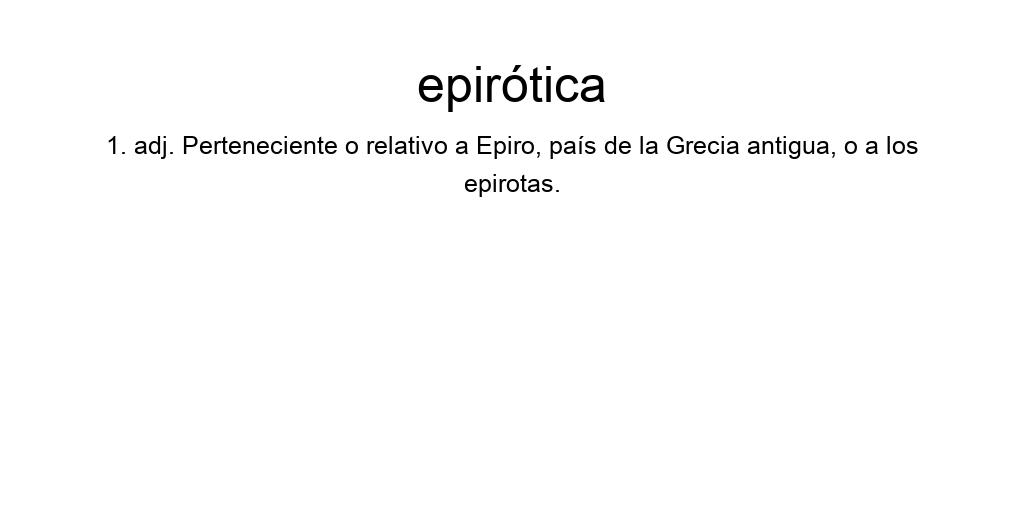 epirótica
1. adj. Perteneciente o relativo a Epiro, país de la Grecia antigua, o a los
epirotas.